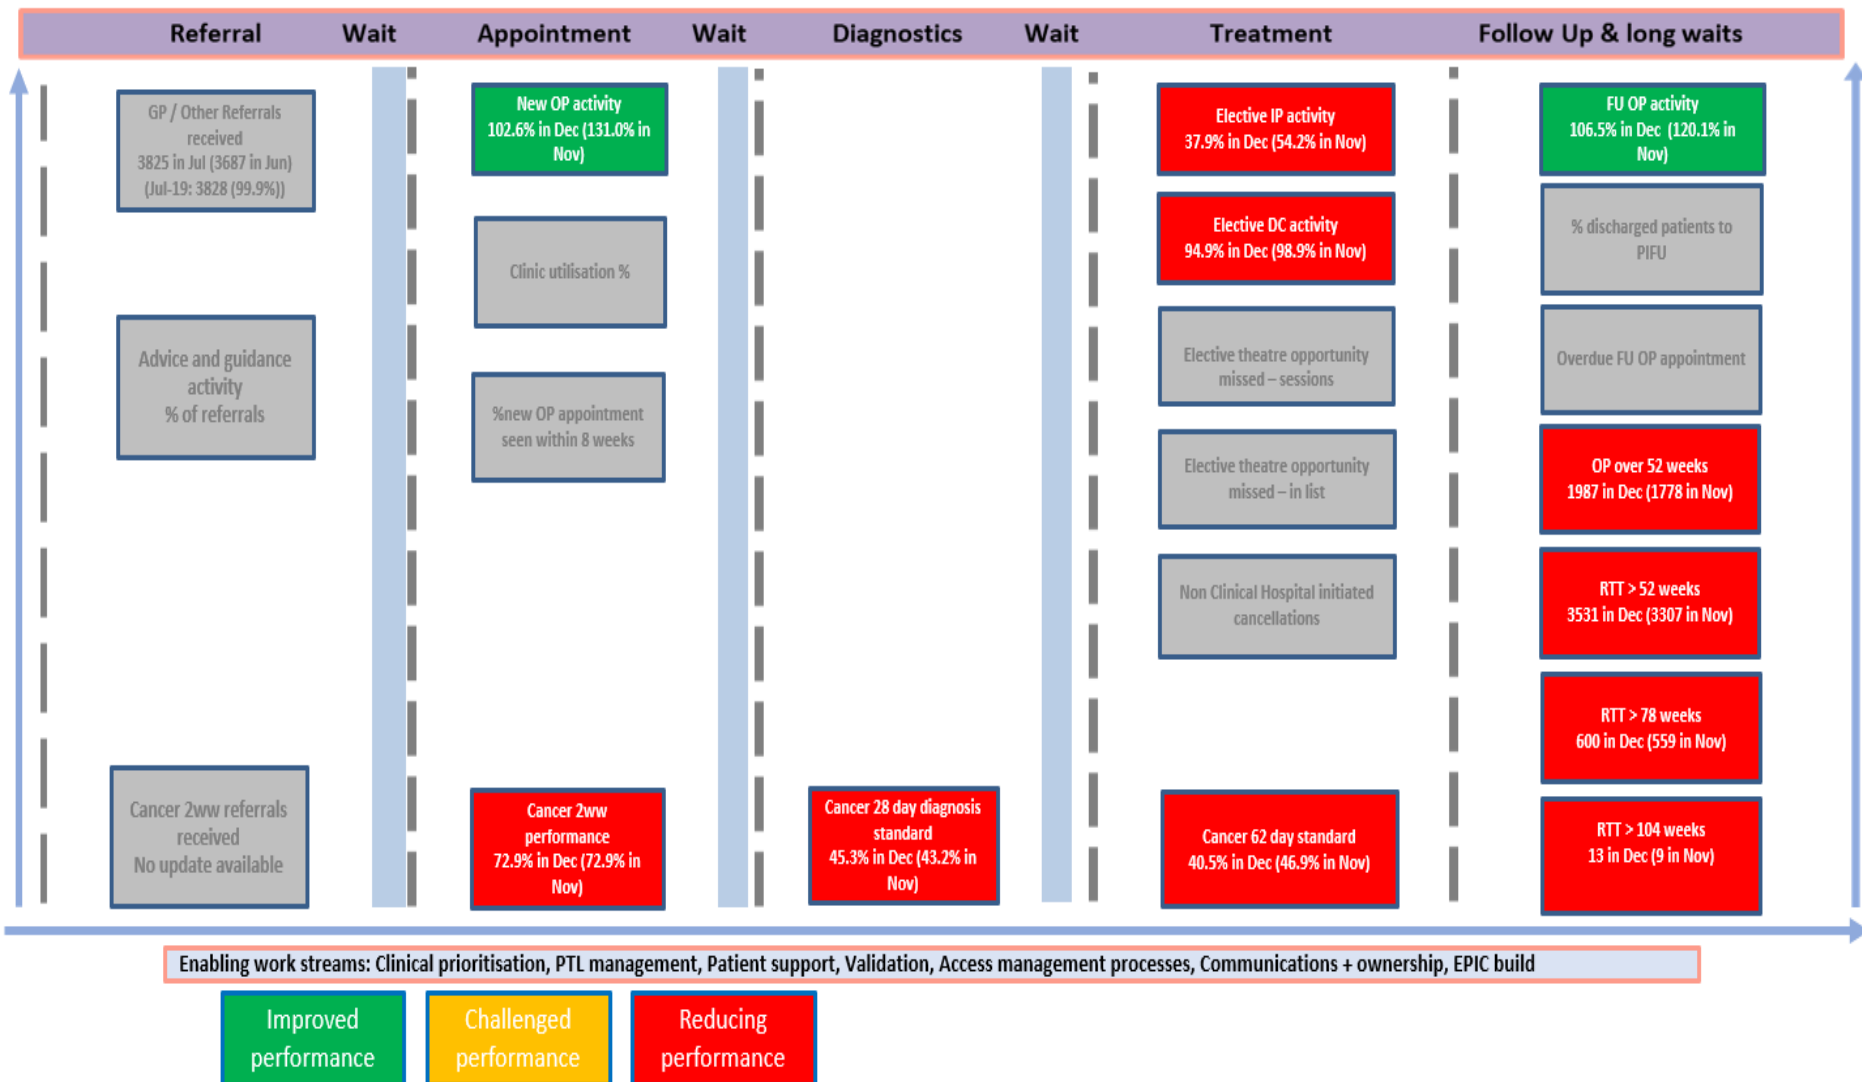 Referral Wait Appointment Wait Diagnostics Wait Treatment Follow Up & long waits
GP / Other Referrals
received
3825 in Jul (3687 in Jun)
(Jul-19: 3828 (99.9%))
Advice and guidance
activity
% of referrals
Cancer 2ww referrals
received
No update available
New OP activity
102.6% in Dec (131.0% in
Nov)
Clinic utilisation %
%new OP appointment
seen within 8 weeks
Cancer 2ww
performance
72.9% in Dec (72.9% in
Nov)
Cancer 28 day diagnosis
standard
45.3% in Dec (43.2% in
Nov)
Elective IP activity
37.9% in Dec (54.2% in Nov)
Elective DC activity
94.9% in Dec (98.9% in Nov)
Elective theatre opportunity
missed – sessions
Elective theatre opportunity
missed – in list
Non Clinical Hospital initiated
cancellations
Cancer 62 day standard
40.5% in Dec (46.9% in Nov)
FU OP activity
106.5% in Dec (120.1% in
Nov)
% discharged patients to
PIFU
Overdue FU OP appointment
OP over 52 weeks
1987 in Dec (1778 in Nov)
RTT > 52 weeks
3531 in Dec (3307 in Nov)
RTT > 78 weeks
600 in Dec (559 in Nov)
RTT > 104 weeks
13 in Dec (9 in Nov)
Enabling work streams: Clinical prioritisation, PTL management, Patient support, Validation, Access management processes, Communications + ownership, EPIC build
Improved
performance
Challenged
performance
Reducing
performance